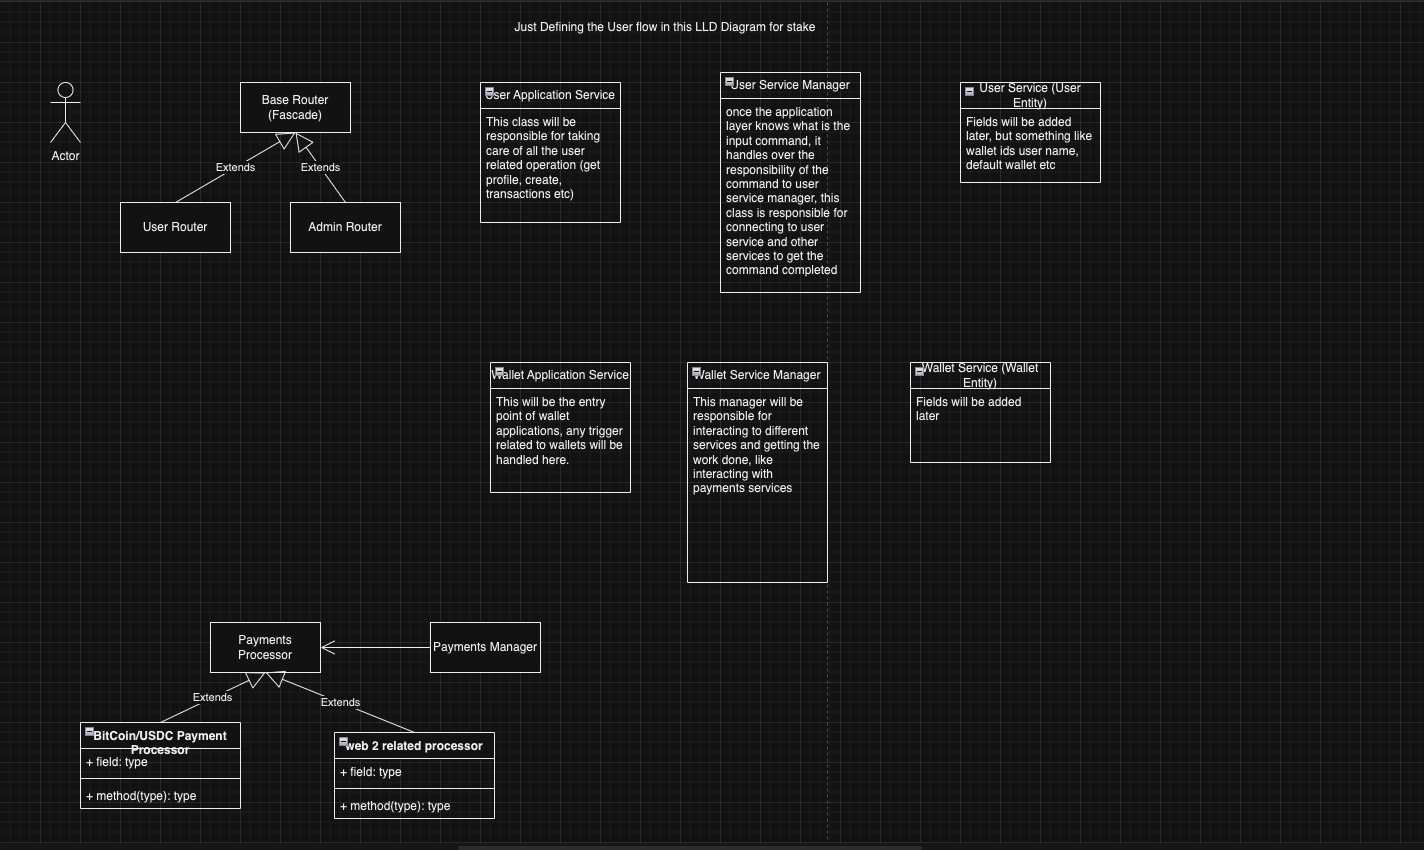 Just Defining the User flow in this LLD Diagram for stake
Actor
Base Router
(Fascade)
Extends
Extends
User Router
Admin Router
User Application Service
This class will be
responsible for taking
care of all the user
related operation (get
profile, create,
transactions etc)
User Service Manager
once the application
layer knows what is the
input command, it
handles over the
responsibility of the
command to user
service manager, this
class is responsible for
connecting to user
service and other
services to get the
command completed
User Service (User
Entity)
Fields will be added
later, but something like
wallet ids user name,
default wallet etc
Wallet Application Service
This will be the entry
point of wallet
applications, any trigger
related to wallets will be
handled here.
Wallet Service Manager
This manager will be
responsible for
interacting to different
services and getting the
work done, like
interacting with
payments services
Wallet Service (Wallet
Entity)
Fields will be added
later
Payments
Processor
Payments Manager
Extends
Extends
BitCoin/USDC Payment
Processor
+ field: type
+ method(type): type
web 2 related processor
+ field: type
+ method(type): type